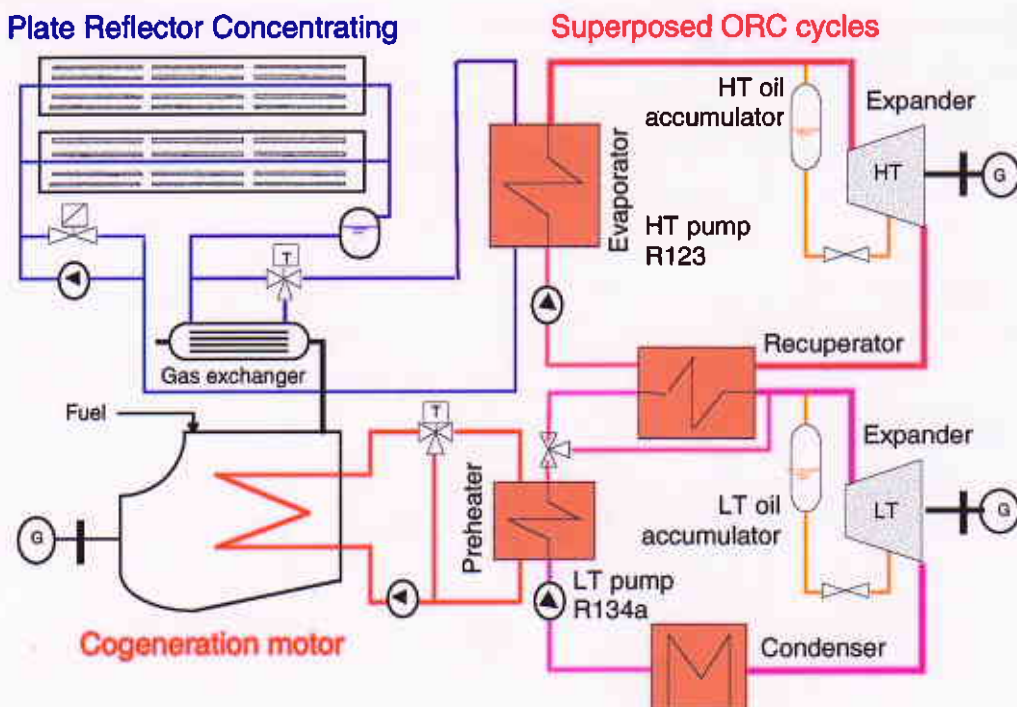 Plate Reflector Concentrating
Superposed ORC cycles
HT oil
accumulator
Expander
HT
G
Evaporator
HT pump
R123
T
Gas exchanger
Recuperator
Fuel
T
Preheater
Expander
LT oil
accumulator
LT
G
G
LT pump
R134a
Cogeneration motor
Condenser